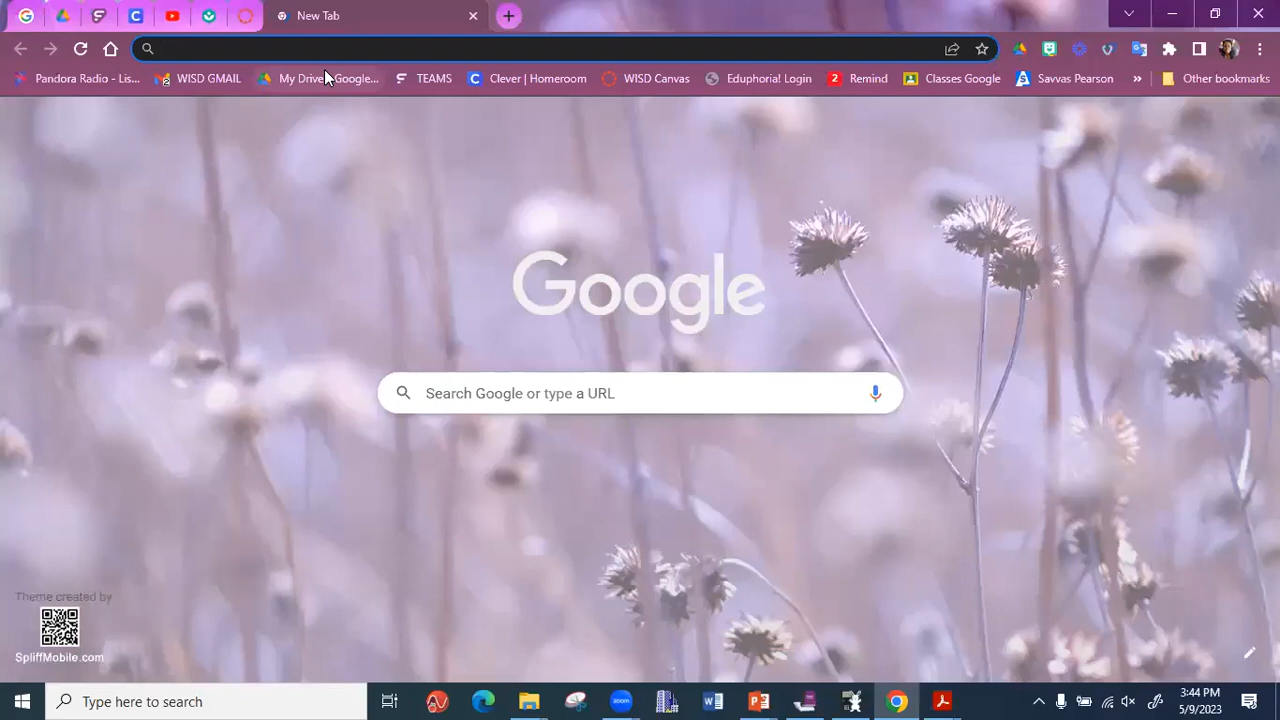 New Tab
Pandora Radio - Lis...
WISD GMAIL
My Drive - Google...
TEAMS
Clever | Homeroom
WISD Canvas
Eduphoria! Login
Remind
Classes Google
Savvas Pearson
»
Other bookmarks
Google
Search Google or type a URL
Theme created by
SpliffMobile.com
Type here to search
zoom
3:44 PM
5/9/2023